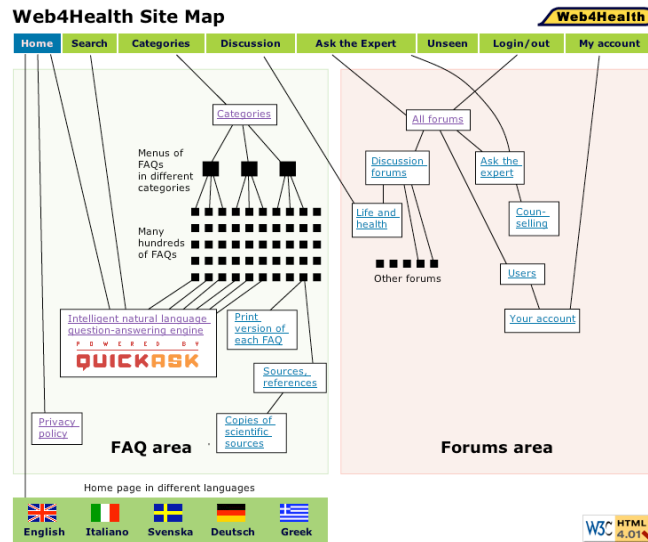 Web4Health Site Map
Web4Health
Home Search Categories Discussion Ask the Expert Unseen Login/out My account
Categories
All forums
Menus of
FAQs
in different
categories
Discussion
forums
Ask the
expert
Life and
health
Coun-
selling
Many
hundreds
of FAQs
Other forums
Users
Intelligent natural language
question-answering engine
POWERED BY
QUICKASK
Print
version of
each FAQ
Your account
Sources,
references
Privacy
policy
Copies of
scientific
sources
FAQ area
Forums area
Home page in different languages
English Italiano Svenska Deutsch Greek
W3C HTML
4.01